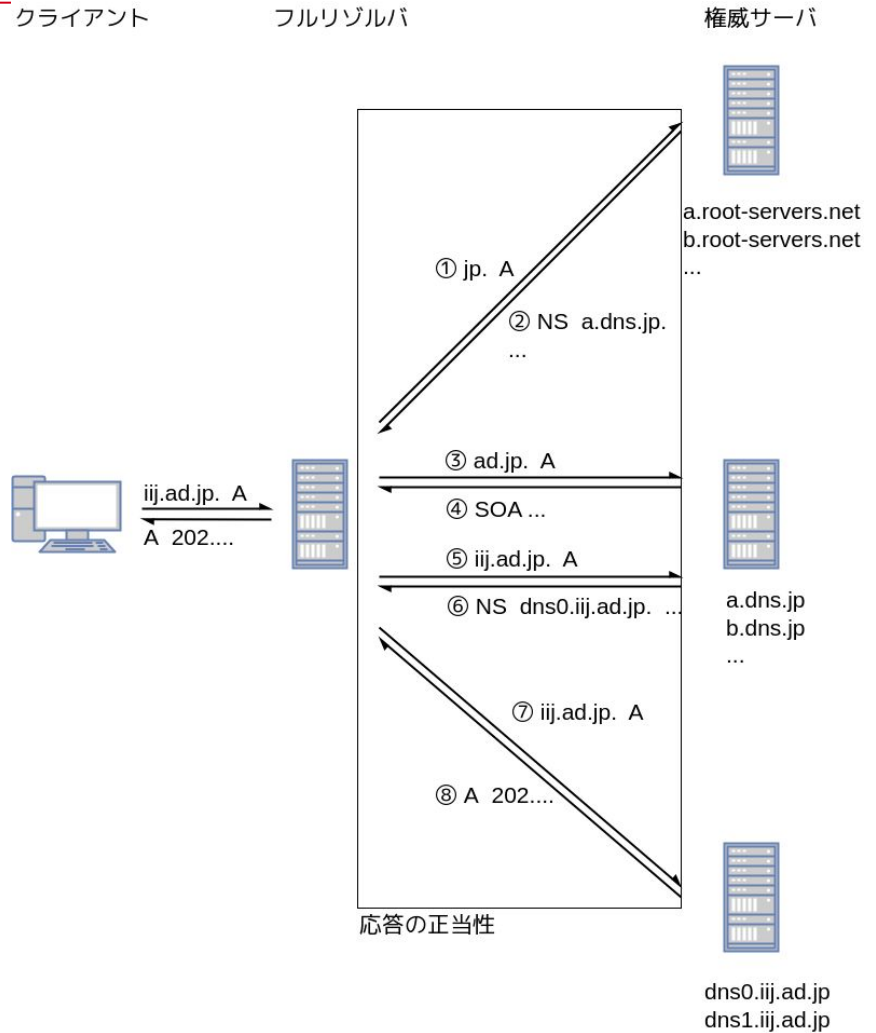 クライアント
フルリゾルバ
権威サーバ
a.root-servers.net
b.root-servers.net
...
① jp. A
② NS a.dns.jp.
...
③ ad.jp. A
④ SOA ...
iij.ad.jp. A
A 202....
⑤ iij.ad.jp. A
⑥ NS dns0.iij.ad.jp. ...
a.dns.jp
b.dns.jp
...
⑦ iij.ad.jp. A
⑧ A 202....
応答の正当性
dns0.iij.ad.jp
dns1.iij.ad.jp